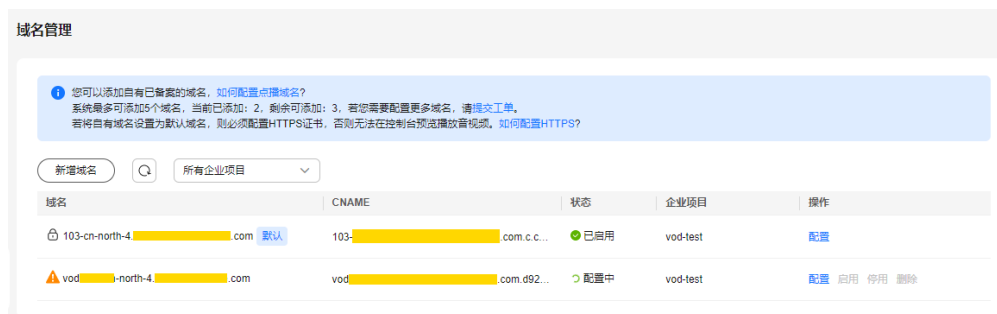 域名管理
您可以添加自有已备案的域名，如何配置点播域名?
系统最多可添加5个域名，当前已添加：2，剩余可添加：3，若您需要配置更多域名，请提交工单。
若将自有域名设置为默认域名，则必须配置HTTPS证书，否则无法在控制台预览播放音视频。如何配置HTTPS?
新增域名 所有企业项目
域名 CNAME 状态 企业项目 操作
103-cn-north-4. .com 默认 103- .com.c.c... 已启用 vod-test 配置
vod -north-4. .com vod .com.d92... 配置中 vod-test 配置 启用 停用 删除